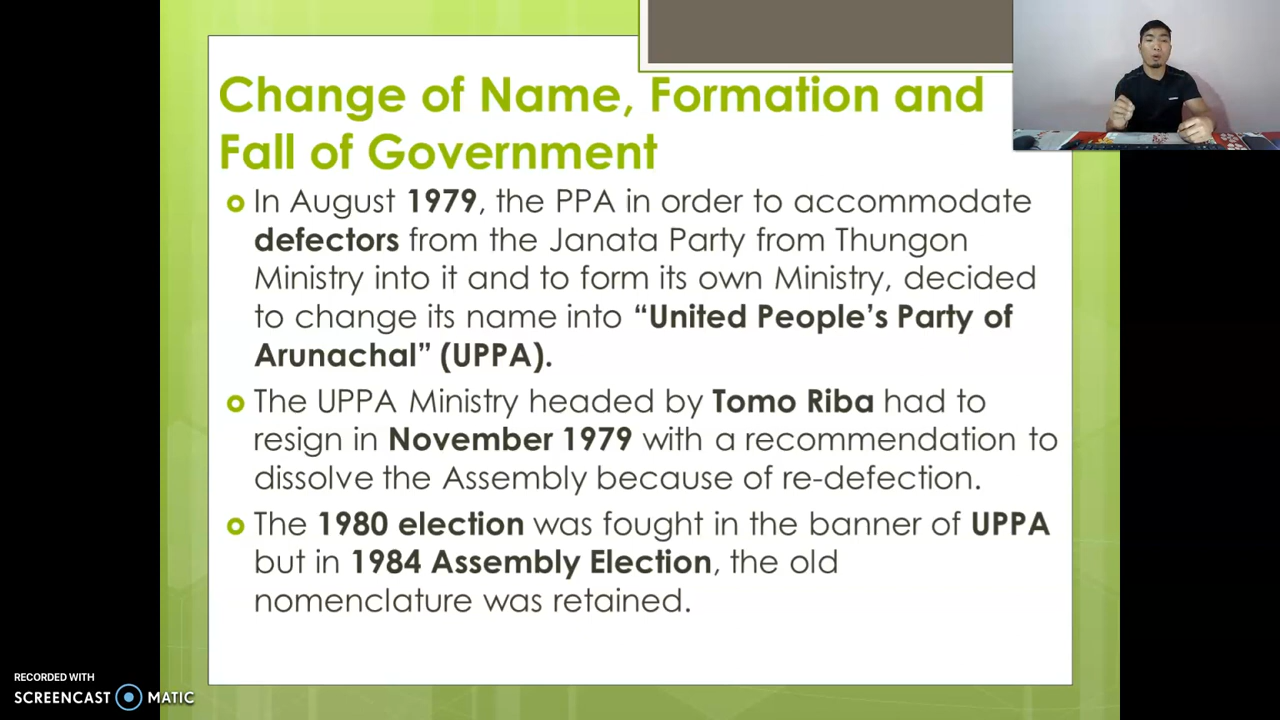 Change of Name, Formation and
Fall of Government
In August 1979, the PPA in order to accommodate
defectors from the Janata Party from Thungon
Ministry into it and to form its own Ministry, decided
to change its name into “United People’s Party of
Arunachal” (UPPA).
The UPPA Ministry headed by Tomo Riba had to
resign in November 1979 with a recommendation to
dissolve the Assembly because of re-defection.
The 1980 election was fought in the banner of UPPA
but in 1984 Assembly Election, the old
nomenclature was retained.
RECORDED WITH
SCREENCAST MATIC